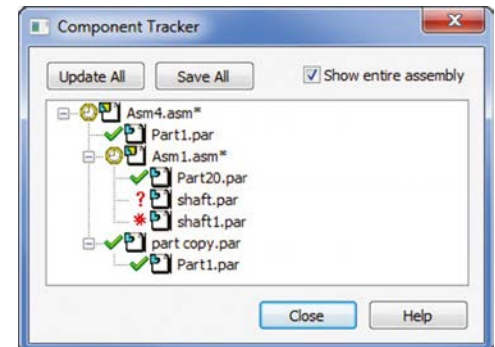 Component Tracker
Update All Save All Show entire assembly
Asm4.asm*
Part1.par
Asm1.asm*
Part20.par
? shaft.par
shaft1.par
part copy.par
Part1.par
Close Help